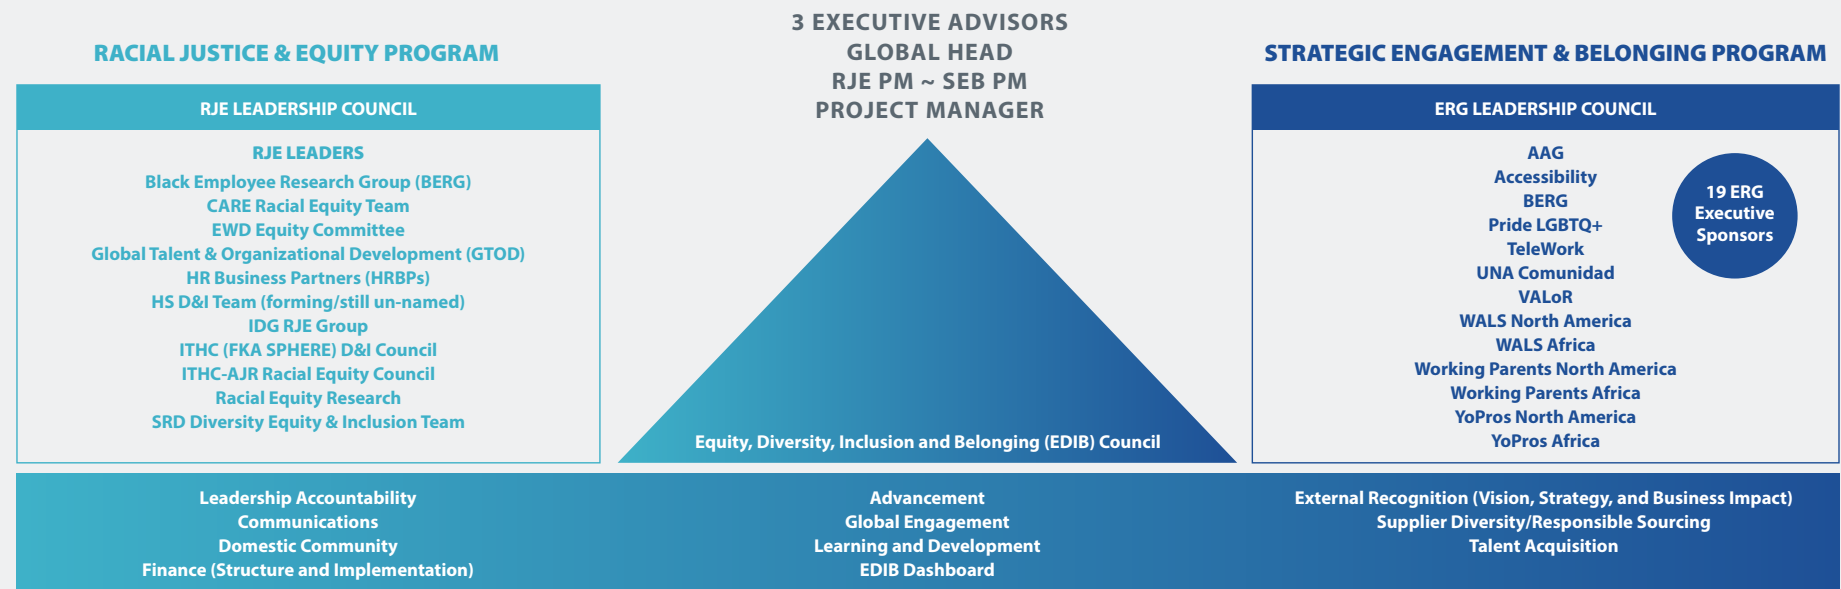 RACIAL JUSTICE & EQUITY PROGRAM
RJE LEADERSHIP COUNCIL
RJE LEADERS
Black Employee Research Group (BERG)
CARE Racial Equity Team
EWD Equity Committee
Global Talent & Organizational Development (GTOD)
HR Business Partners (HRBPs)
HS D&I Team (forming/still un-named)
IDG RJE Group
ITHC (FKA SPHERE) D&I Council
ITHC-AJR Racial Equity Council
Racial Equity Research
SRD Diversity Equity & Inclusion Team
3 EXECUTIVE ADVISORS
GLOBAL HEAD
RJE PM ~ SEB PM
PROJECT MANAGER
Equity, Diversity, Inclusion and Belonging (EDIB) Council
STRATEGIC ENGAGEMENT & BELONGING PROGRAM
ERG LEADERSHIP COUNCIL
AAG
Accessibility
BERG
Pride LGBTQ+
TeleWork
UNA Comunidad
VALoR
WALS North America
WALS Africa
Working Parents North America
Working Parents Africa
YoPros North America
YoPros Africa
19 ERG
Executive
Sponsors
Leadership Accountability
Communications
Domestic Community
Finance (Structure and Implementation)
Advancement
Global Engagement
Learning and Development
EDIB Dashboard
External Recognition (Vision, Strategy, and Business Impact)
Supplier Diversity/Responsible Sourcing
Talent Acquisition